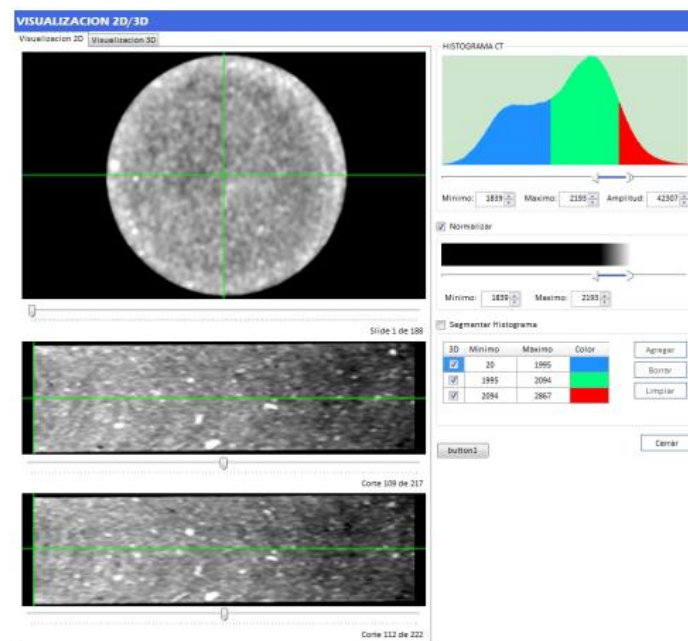 VISUALIZACION 2D/3D
Visualizacion 2D Visualizacion 3D
Slide 1 de 188
Corte 109 de 217
Corte 112 de 222
HISTOGRAMA CT
Minimo: 1839 Maximo: 2193 Amplitud: 42307
Normalizar
Minimo: 1839 Maximo: 2193
Segmentar Histograma
3D Minimo Maximo Color
20 1995
1995 2094
2094 2867
Agregar
Borrar
Limpiar
button1
Cerrar